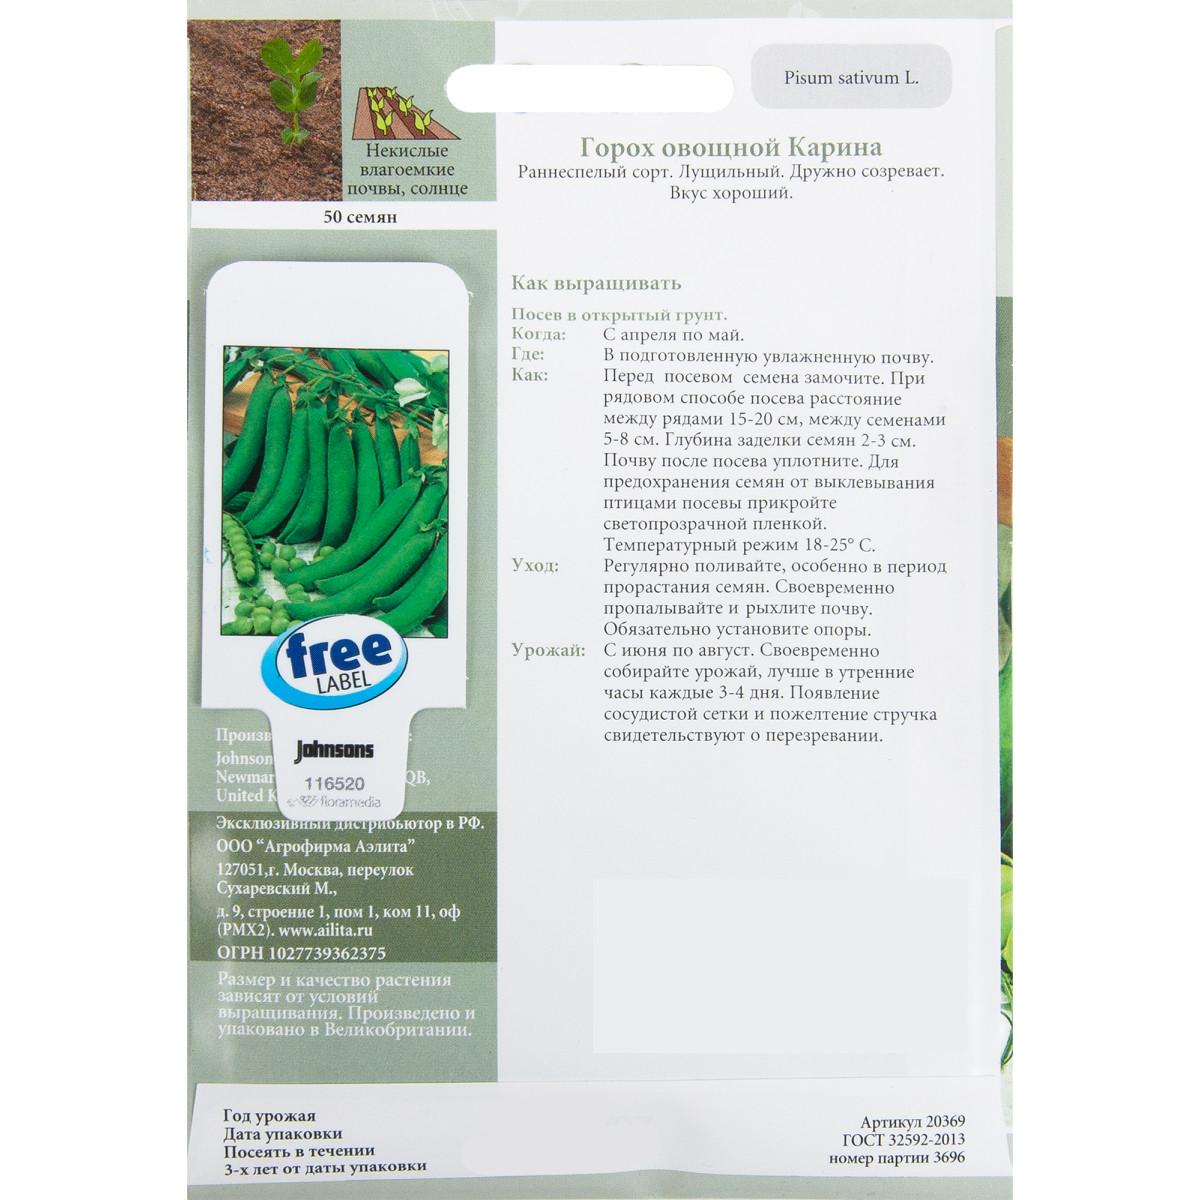 Pisum sativum L.
Некислые
влагоемкие
почвы, солнце
50 семян
Горох овощной Карина
Раннеспелый сорт. Лущильный. Дружно созревает.
Вкус хороший.
Как выращивать
Посев в открытый грунт.
Когда: С апреля по май.
Где: В подготовленную увлажненную почву.
Как: Перед посевом семена замочите. При
рядовом способе посева расстояние
между рядами 15-20 см, между семенами
5-8 см. Глубина заделки семян 2-3 см.
Почву после посева уплотните. Для
предохранения семян от выклевывания
птицами посевы прикройте
светопрозрачной пленкой.
Температурный режим 18-25° С.
Уход: Регулярно поливайте, особенно в период
прорастания семян. Своевременно
пропалывайте и рыхлите почву.
Обязательно установите опоры.
Урожай: С июня по август. Своевременно
собирайте урожай, лучше в утренние
часы каждые 3-4 дня. Появление
сосудистой сетки и пожелтение стручка
свидетельствуют о перезревании.
free
LABEL
Johnsons
116520
floramedia
United
Эксклюзивный дистрибьютор в РФ.
ООО “Агрофирма Аэлита”
127051,г. Москва, переулок
Сухаревский М.,
д. 9, строение 1, пом 1, ком 11, оф
(РМХ2). www.ailita.ru
ОГРН 1027739362375
Размер и качество растения
зависят от условий
выращивания. Произведено и
упаковано в Великобритании.
Год урожая
Дата упаковки
Посеять в течении
3-х лет от даты упаковки
Артикул 20369
ГОСТ 32592-2013
номер партии 3696